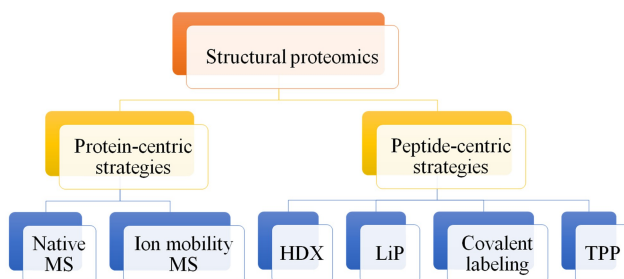 Structural proteomics
Protein-centric
strategies
Peptide-centric
strategies
Native
MS
Ion mobility
MS
HDX
LiP
Covalent
labeling
TPP